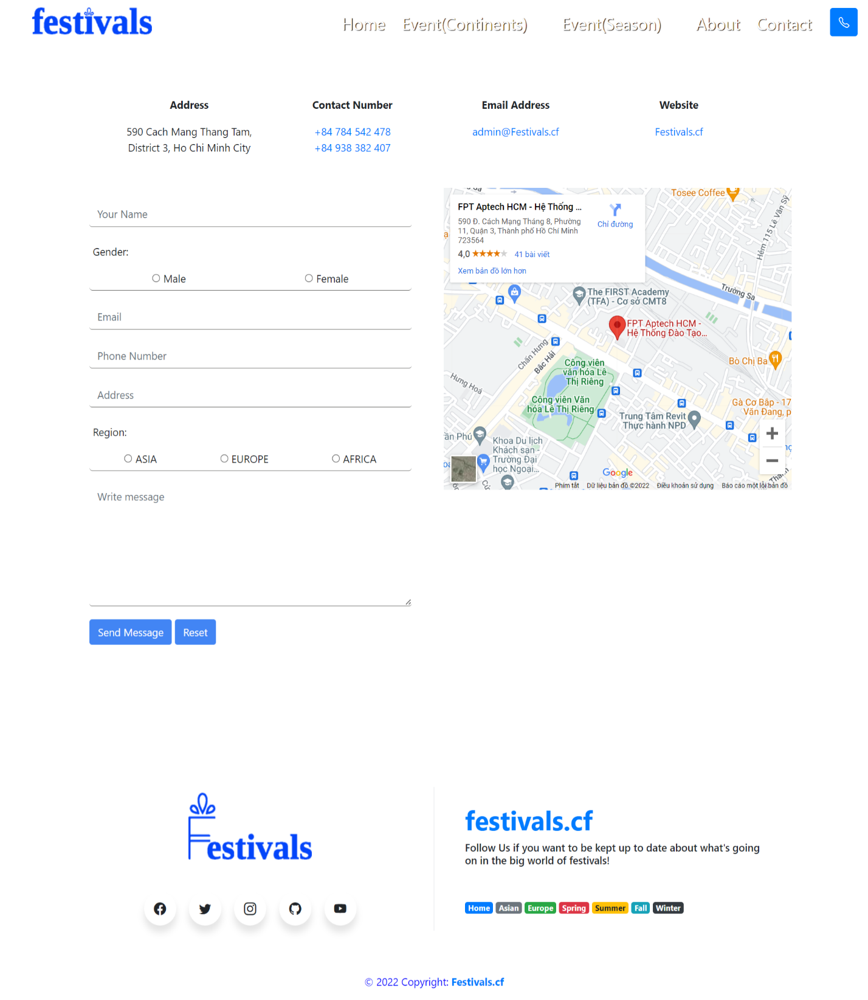 festivals
Home Event(Continents) Event(Season) About Contact
Address
590 Cach Mang Thang Tam,
District 3, Ho Chi Minh City
Contact Number
+84 784 542 478
+84 938 382 407
Email Address
admin@Festivals.cf
Website
Festivals.cf
Your Name
Gender:
Male Female
Email
Phone Number
Address
Region:
ASIA EUROPE AFRICA
Write message
Send Message Reset
FPT Aptech HCM - Hệ Thống ...
590 Đ. Cách Mạng Tháng 8, Phường
11, Quận 3, Thành phố Hồ Chí Minh
723564
4,0 41 bài viết
Xem bản đồ lớn hơn
Chỉ đường
Tosee Coffee
Hẻm 115 Lê Văn Sỹ
Trường Sa
The FIRST Academy
(TFA) - Cơ sở CMT8
FPT Aptech HCM -
Hệ Thống Đào Tạo...
Chấn Hưng
Bắc Hải
Hưng Hoá
Công viên
văn hóa Lê
Thị Riêng
Công viên Văn
hóa Lê Thị Riêng
Bò Chị Ba
Gà Cơ Bắp - 17
Văn Đang, p
Trung Tâm Revit
Thực hành NPD
ần Phú
Khoa Du lịch
Khách sạn -
Trường Đại
học Ngoại...
Google
Phím tắt Dữ liệu bản đồ ©2022 Điều khoản sử dụng Báo cáo một lỗi bản đồ
Festivals
festivals.cf
Follow Us if you want to be kept up to date about what's going
on in the big world of festivals!
Home Asian Europe Spring Summer Fall Winter
© 2022 Copyright: Festivals.cf